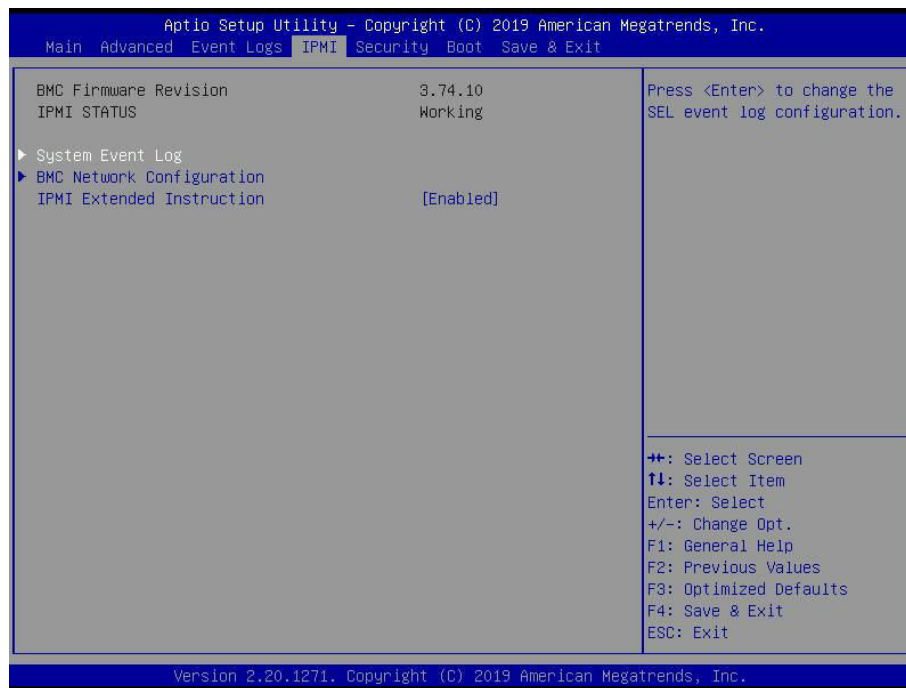 Aptio Setup Utility – Copyright (C) 2019 American Megatrends, Inc.
Main Advanced Event Logs IPMI Security Boot Save & Exit
BMC Firmware Revision 3.74.10
IPMI STATUS Working
System Event Log
BMC Network Configuration
IPMI Extended Instruction [Enabled]
Press <Enter> to change the
SEL event log configuration.
→←: Select Screen
↑↓: Select Item
Enter: Select
+/-: Change Opt.
F1: General Help
F2: Previous Values
F3: Optimized Defaults
F4: Save & Exit
ESC: Exit
Version 2.20.1271. Copyright (C) 2019 American Megatrends, Inc.